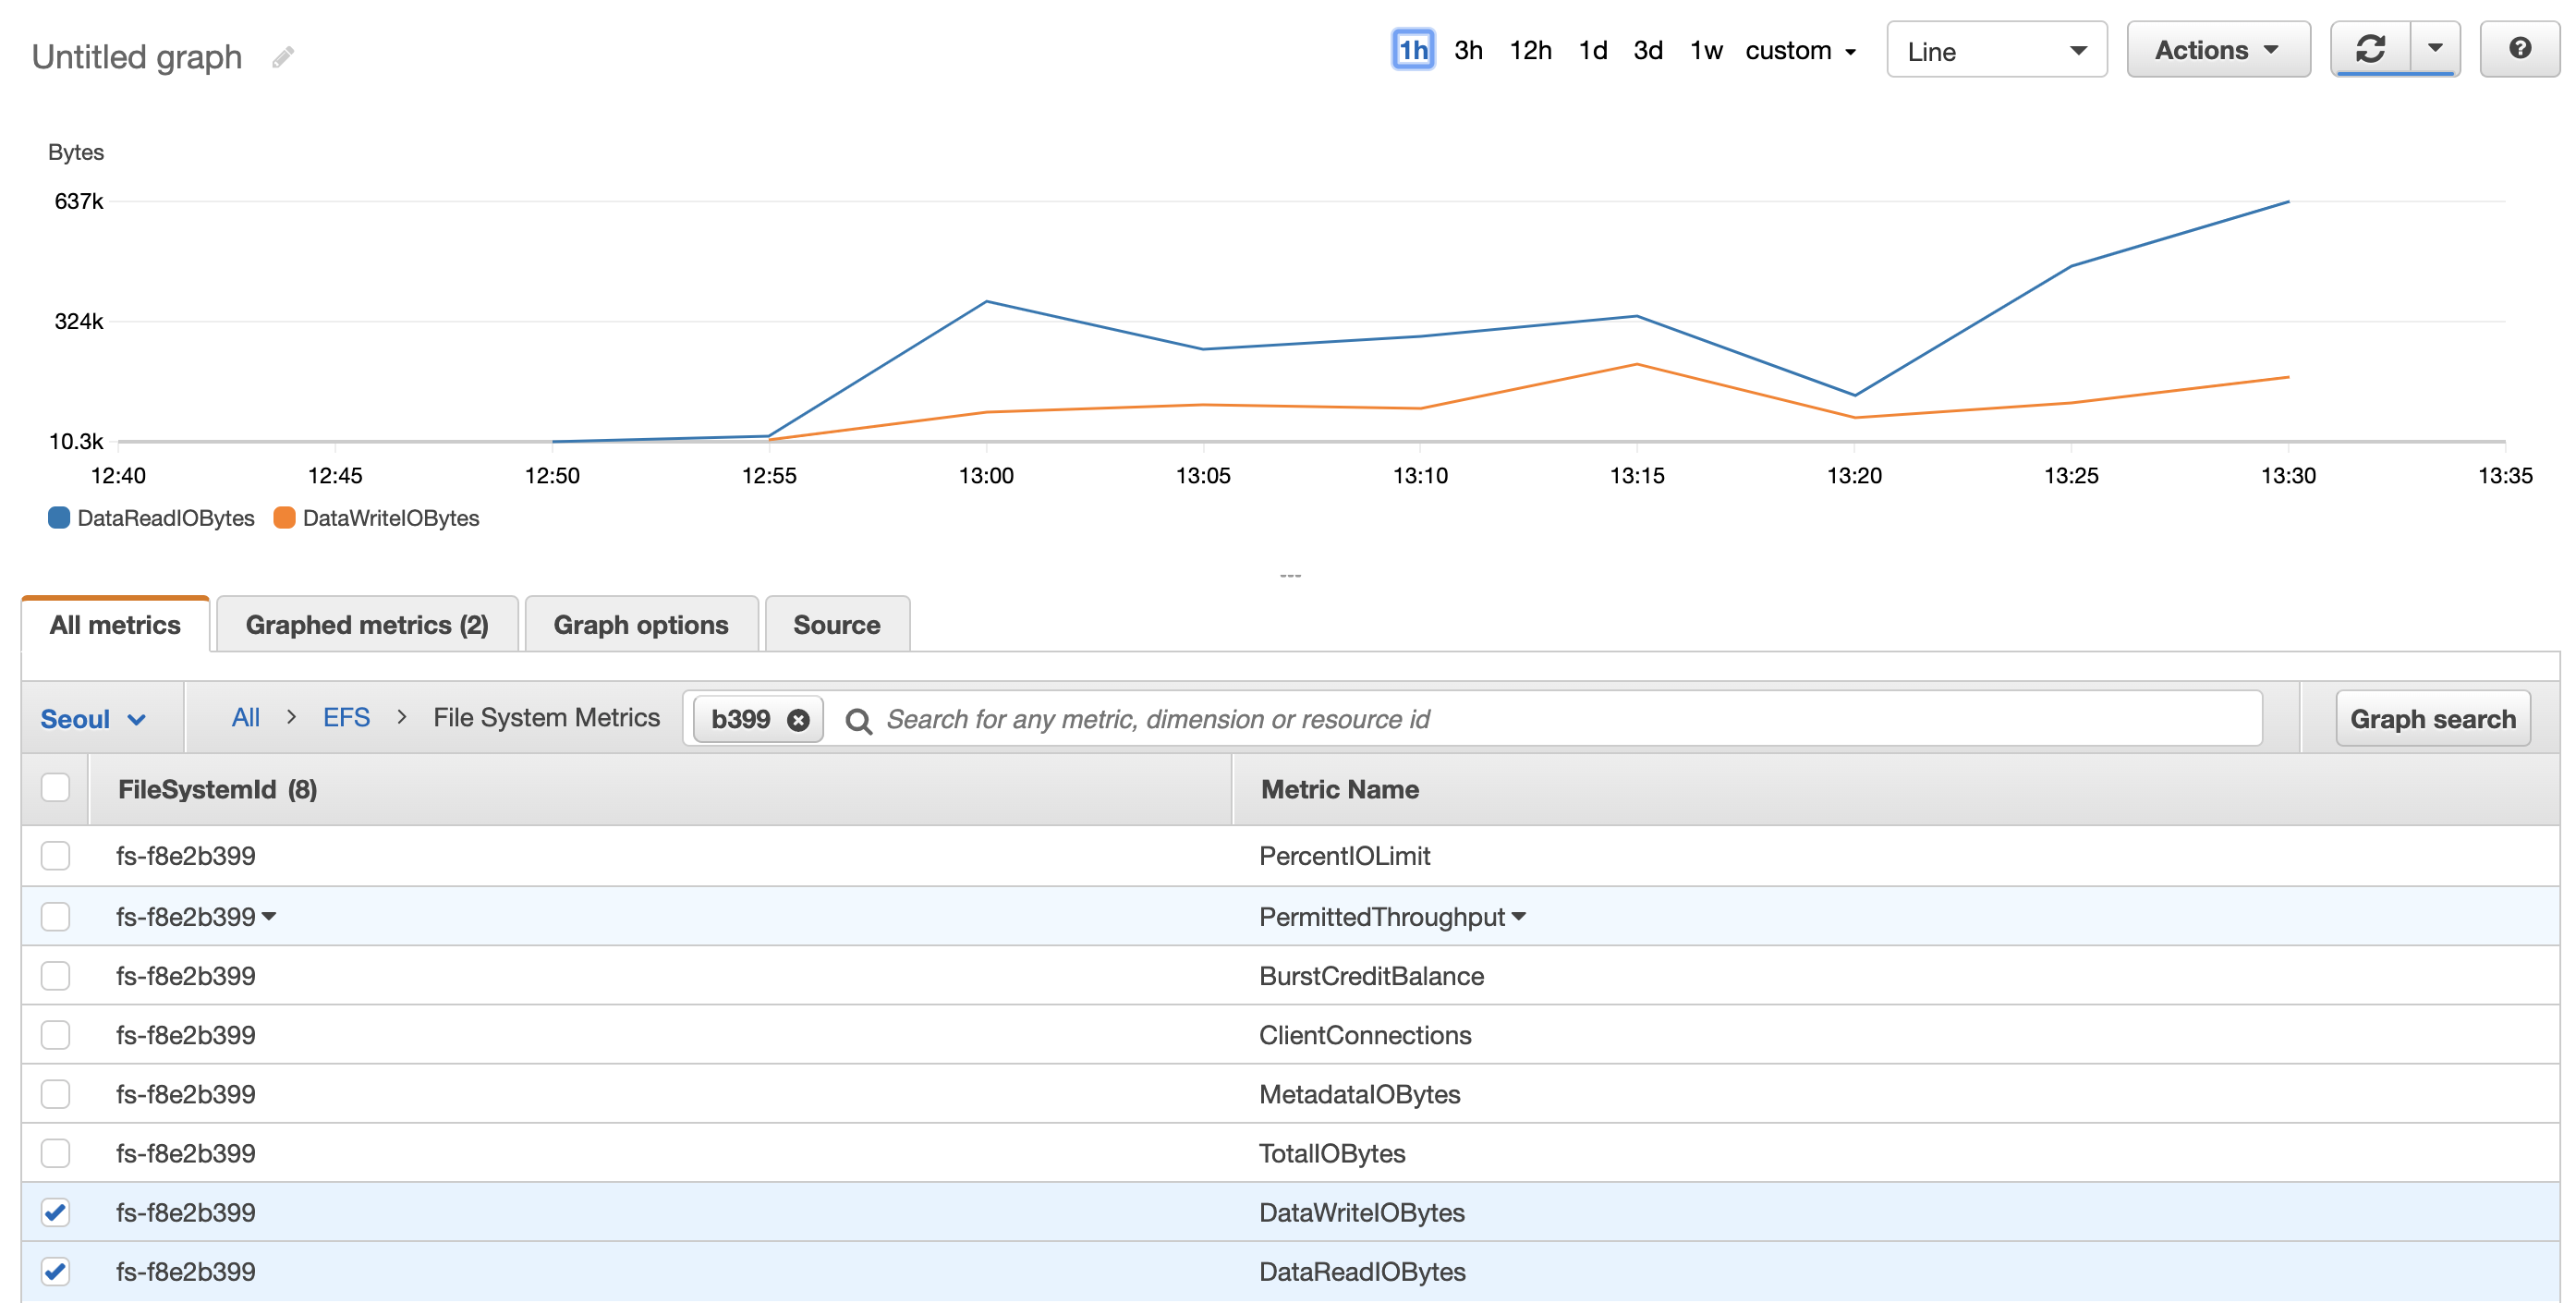 Untitled graph
1h 3h 12h 1d 3d 1w custom Line Actions
Bytes
637k
324k
10.3k
12:40 12:45 12:50 12:55 13:00 13:05 13:10 13:15 13:20 13:25 13:30 13:35
DataReadIOBytes DataWriteIOBytes
All metrics Graphed metrics (2) Graph options Source
Seoul All > EFS > File System Metrics b399 Search for any metric, dimension or resource id Graph search
FileSystemId (8) Metric Name
fs-f8e2b399 PercentIOLimit
fs-f8e2b399 PermittedThroughput
fs-f8e2b399 BurstCreditBalance
fs-f8e2b399 ClientConnections
fs-f8e2b399 MetadataIOBytes
fs-f8e2b399 TotalIOBytes
fs-f8e2b399 DataWriteIOBytes
fs-f8e2b399 DataReadIOBytes